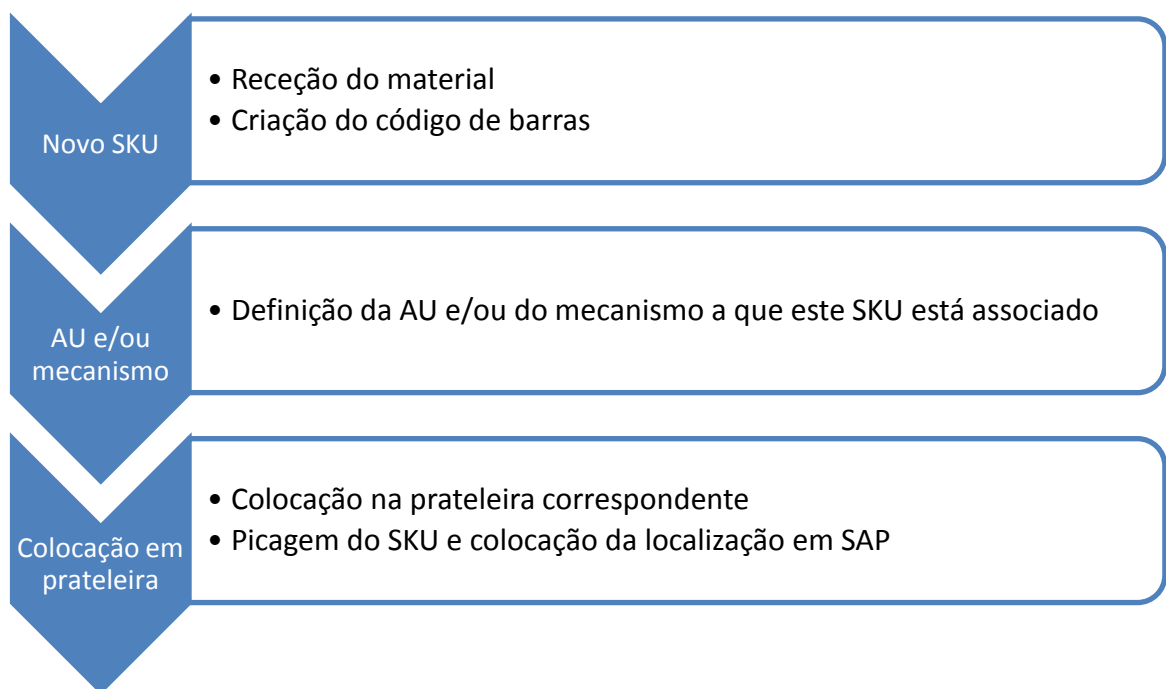 Novo SKU
• Receção do material
• Criação do código de barras
AU e/ou
mecanismo
• Definição da AU e/ou do mecanismo a que este SKU está associado
Colocação em
prateleira
• Colocação na prateleira correspondente
• Picagem do SKU e colocação da localização em SAP